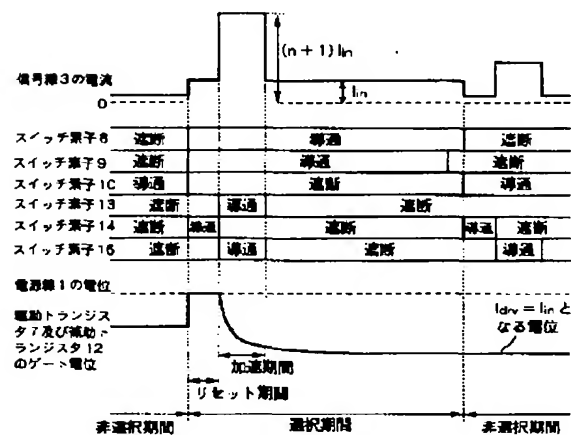 (n+1) Iin
信号線3の電流
Iin
0
スイッチ素子8 遮断 導通 遮断
スイッチ素子9 遮断 導通 遮断
スイッチ素子10 導通 遮断 導通
スイッチ素子13 遮断 導通 遮断
スイッチ素子14 遮断 導通 遮断 導通 遮断
スイッチ素子16 遮断 導通 遮断 導通
電源線1の電位
駆動トランジス
タ7及び補助ト
ランジスタ12
のゲート電位
Idrv = Iin と
なる電位
加速期間
リセット期間
非選択期間 選択期間 非選択期間